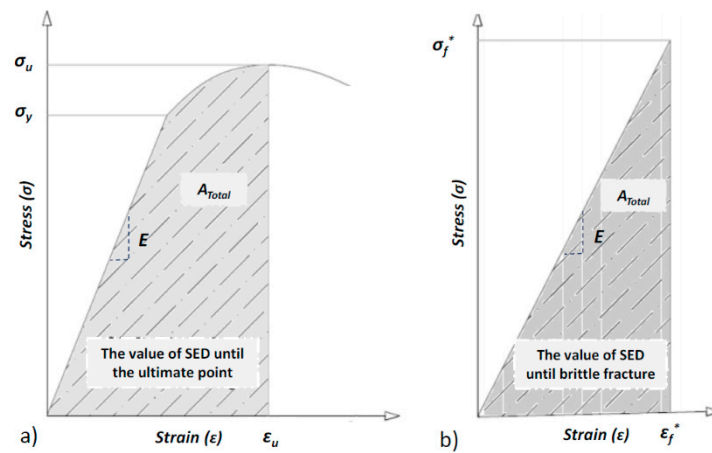 σu
σy
Stress (σ)
E
ATotal
The value of SED until
the ultimate point
a)
Strain (ε)
εu
σf*
Stress (σ)
E
ATotal
The value of SED
until brittle fracture
b)
Strain (ε)
εf*